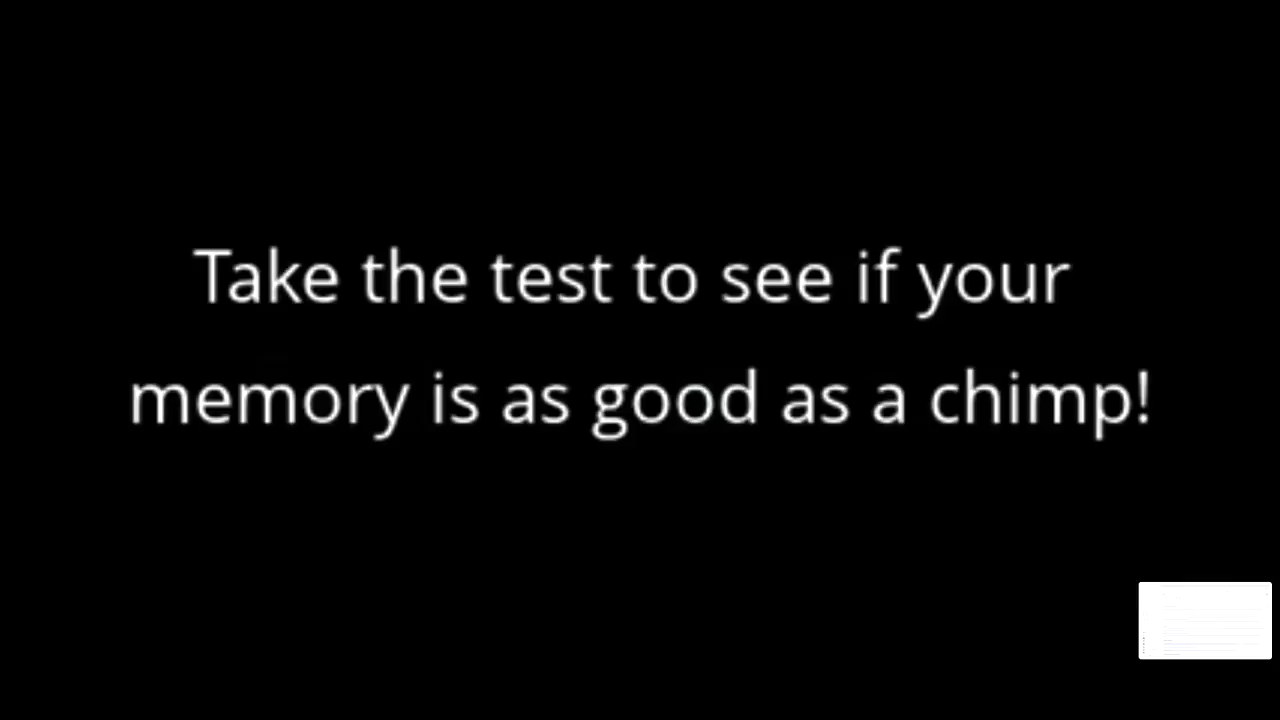 Take the test to see if your
memory is as good as a chimp!